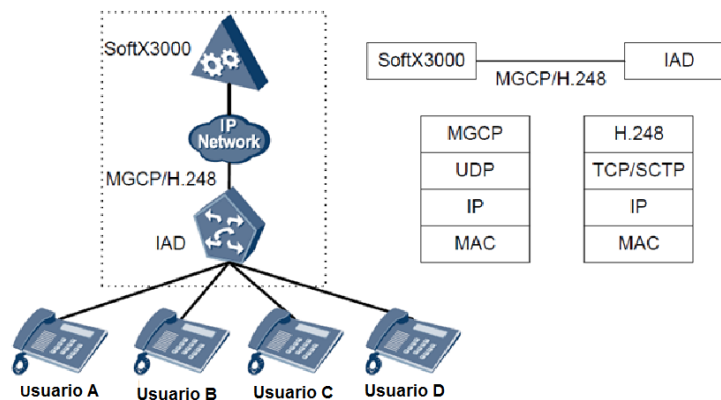 SoftX3000
IP
Network
MGCP/H.248
IAD
Usuario A
Usuario B
Usuario C
Usuario D
SoftX3000
IAD
MGCP/H.248
MGCP
UDP
IP
MAC
H.248
TCP/SCTP
IP
MAC